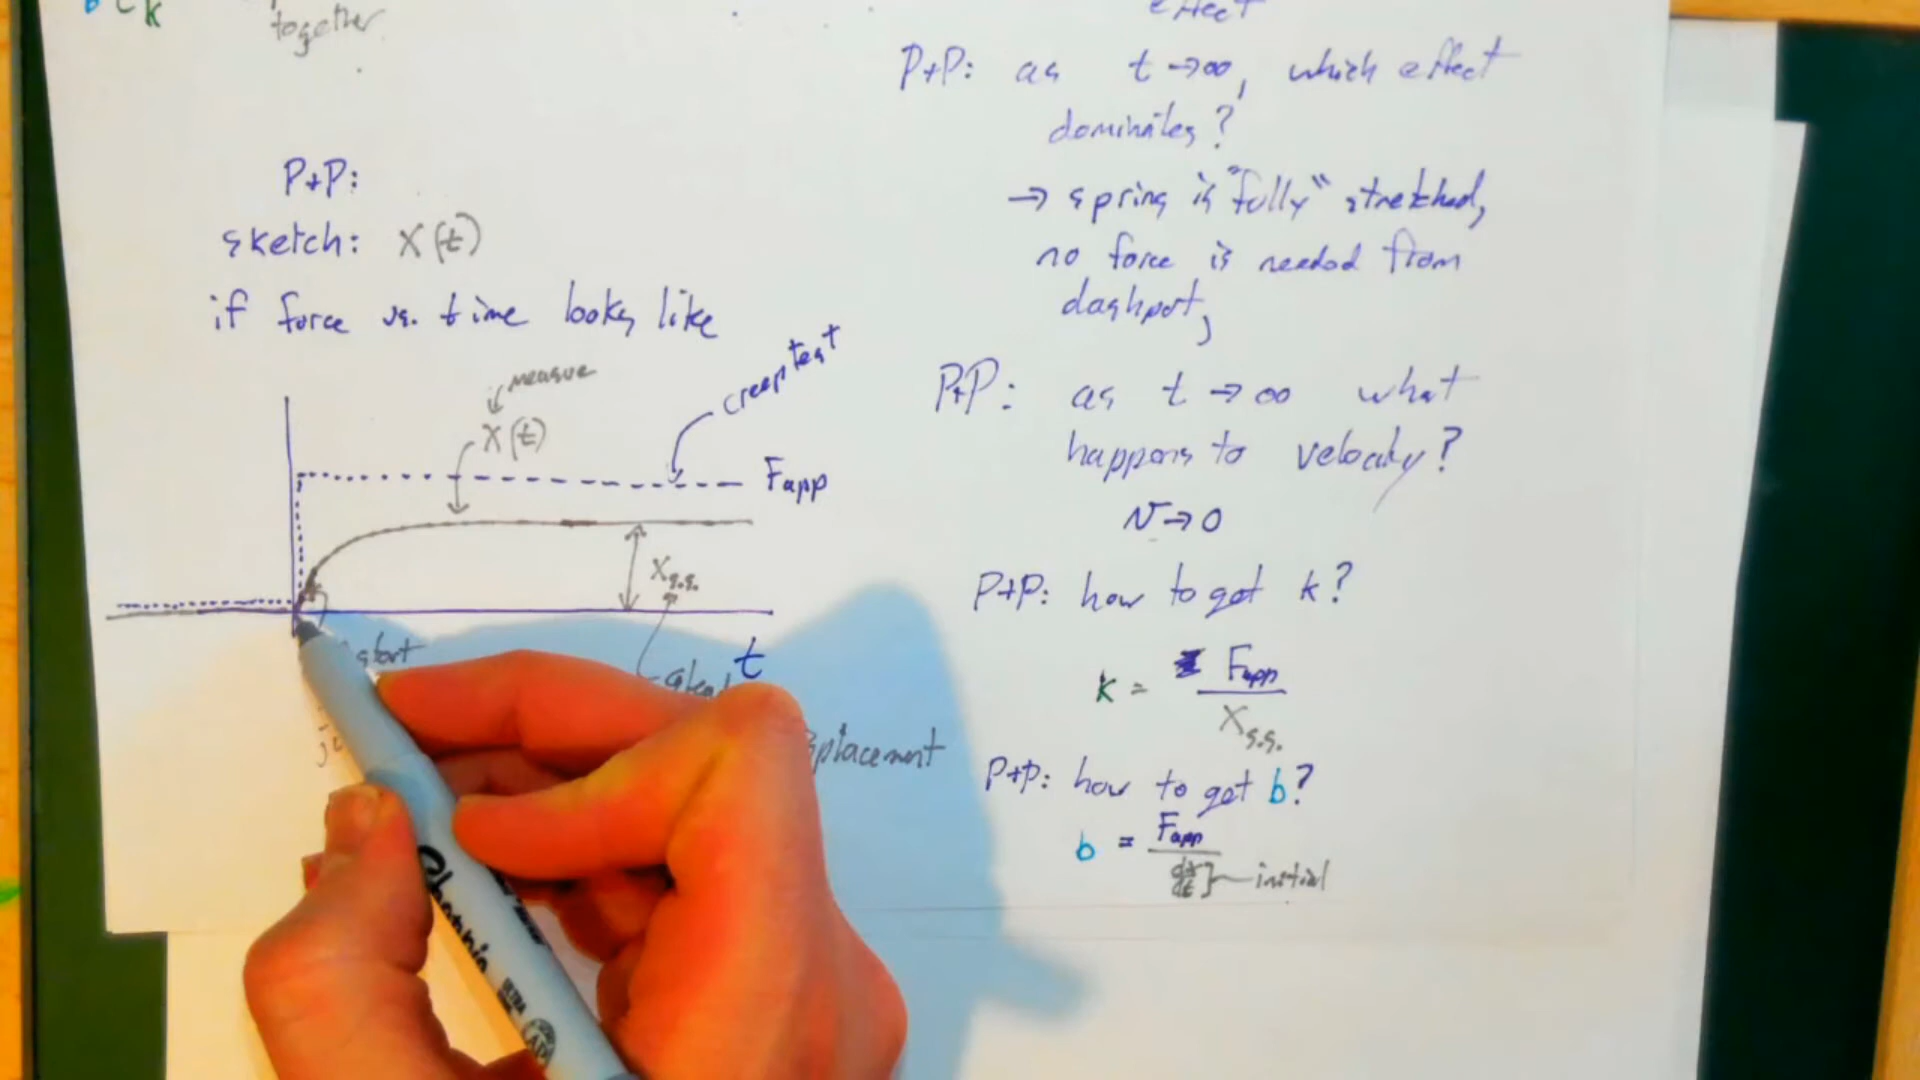 b k
together
P+P:
sketch: X(t)
if force vs. time looks like
measure
X(t)
creep test
Fapp
Xs.s.
start
t
placement
effect
P+P: as t→∞, which effect
dominates?
→ spring is "fully" stretched,
no force is needed from
dashpot,
P+P: as t→∞ what
happens to velocity?
v→0
P+P: how to get k?
k = Fapp
Xs.s.
P+P: how to get b?
b = Fapp
dx/dt] initial
Sharpie